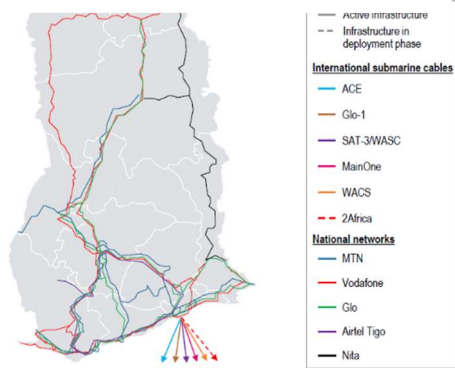 Active infrastructure
Infrastructure in
deployment phase
International submarine cables
ACE
Glo-1
SAT-3/WASC
MainOne
WACS
2Africa
National networks
MTN
Vodafone
Glo
Airtel Tigo
Nita